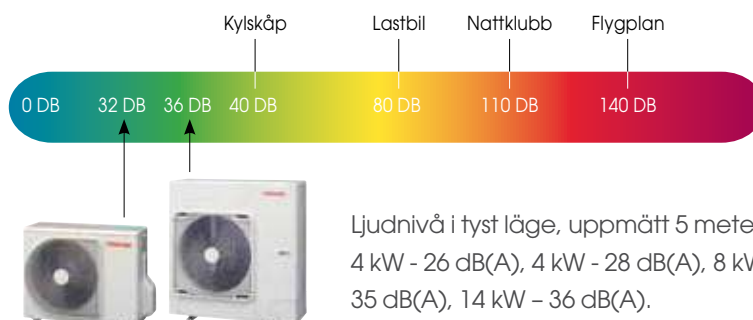 Kylskåp Lastbil Nattklubb Flygplan
0 DB 32 DB 36 DB 40 DB 80 DB 110 DB 140 DB
Ljudnivå i tyst läge, uppmätt 5 mete
4 kW - 26 dB(A), 4 kW - 28 dB(A), 8 kW
35 dB(A), 14 kW – 36 dB(A).